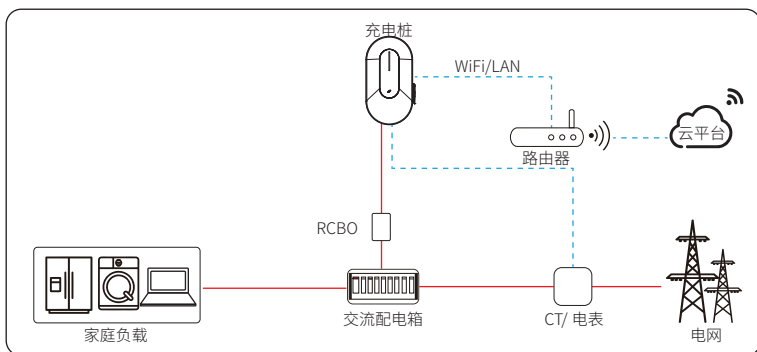 充电桩
WiFi/LAN
云平台
路由器
RCBO
家庭负载
交流配电箱
CT/ 电表
电网